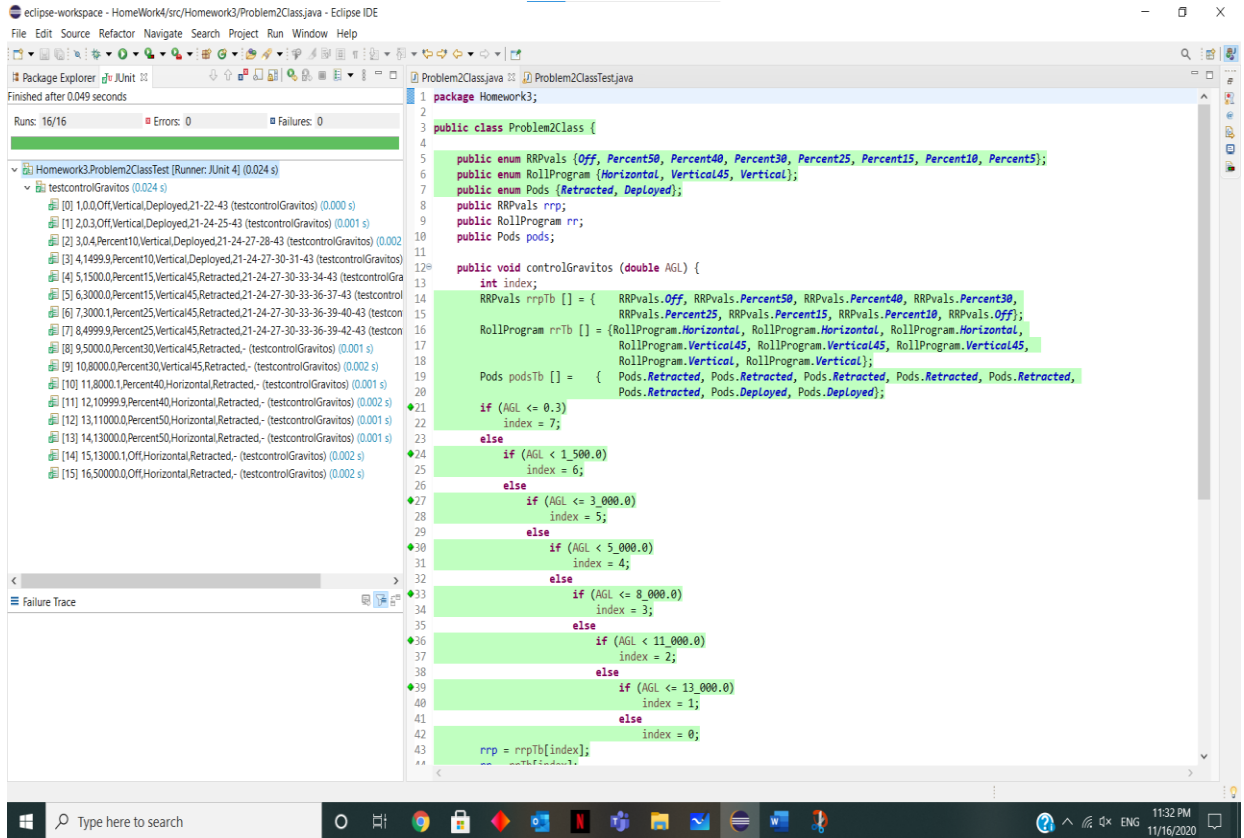 eclipse-workspace - HomeWork4/src/Homework3/Problem2Class.java - Eclipse IDE
File Edit Source Refactor Navigate Search Project Run Window Help
Package Explorer JUnit
Finished after 0.049 seconds
Runs: 16/16 Errors: 0 Failures: 0
Homework3.Problem2ClassTest [Runner: JUnit 4] (0.024 s)
testcontrolGravitos (0.024 s)
[0] 1,0.0,Off,Vertical,Deployed,21-22-43 (testcontrolGravitos) (0.000 s)
[1] 2,0.3,Off,Vertical,Deployed,21-24-25-43 (testcontrolGravitos) (0.001 s)
[2] 3,0.4,Percent10,Vertical,Deployed,21-24-27-28-43 (testcontrolGravitos) (0.002
[3] 4,1499.9,Percent10,Vertical,Deployed,21-24-27-30-31-43 (testcontrolGravitos)
[4] 5,1500.0,Percent15,Vertical45,Retracted,21-24-27-30-33-34-43 (testcontrolGra
[5] 6,3000.0,Percent15,Vertical45,Retracted,21-24-27-30-33-36-37-43 (testcontrol
[6] 7,3000.1,Percent25,Vertical45,Retracted,21-24-27-30-33-36-39-40-43 (testcon
[7] 8,4999.9,Percent25,Vertical45,Retracted,21-24-27-30-33-36-39-42-43 (testcon
[8] 9,5000.0,Percent30,Vertical45,Retracted,- (testcontrolGravitos) (0.001 s)
[9] 10,8000.0,Percent30,Vertical45,Retracted,- (testcontrolGravitos) (0.002 s)
[10] 11,8000.1,Percent40,Horizontal,Retracted,- (testcontrolGravitos) (0.001 s)
[11] 12,10999.9,Percent40,Horizontal,Retracted,- (testcontrolGravitos) (0.002 s)
[12] 13,11000.0,Percent50,Horizontal,Retracted,- (testcontrolGravitos) (0.001 s)
[13] 14,13000.0,Percent50,Horizontal,Retracted,- (testcontrolGravitos) (0.001 s)
[14] 15,13000.1,Off,Horizontal,Retracted,- (testcontrolGravitos) (0.002 s)
[15] 16,50000.0,Off,Horizontal,Retracted,- (testcontrolGravitos) (0.002 s)
Failure Trace
Problem2Class.java Problem2ClassTest.java
1 package Homework3;
2
3 public class Problem2Class {
4
5 public enum RRPvals {Off, Percent50, Percent40, Percent30, Percent25, Percent15, Percent10, Percent5};
6 public enum RollProgram {Horizontal, Vertical45, Vertical};
7 public enum Pods {Retracted, Deployed};
8 public RRPvals rrp;
9 public RollProgram rr;
10 public Pods pods;
11
12 public void controlGravitos (double AGL) {
13 int index;
14 RRPvals rrpTb [] = { RRPvals.Off, RRPvals.Percent50, RRPvals.Percent40, RRPvals.Percent30,
15 RRPvals.Percent25, RRPvals.Percent15, RRPvals.Percent10, RRPvals.Off};
16 RollProgram rrTb [] = {RollProgram.Horizontal, RollProgram.Horizontal, RollProgram.Horizontal,
17 RollProgram.Vertical45, RollProgram.Vertical45, RollProgram.Vertical45,
18 RollProgram.Vertical, RollProgram.Vertical};
19 Pods podsTb [] = { Pods.Retracted, Pods.Retracted, Pods.Retracted, Pods.Retracted, Pods.Retracted,
20 Pods.Retracted, Pods.Deployed, Pods.Deployed};
21 if (AGL <= 0.3)
22 index = 7;
23 else
24 if (AGL < 1_500.0)
25 index = 6;
26 else
27 if (AGL <= 3_000.0)
28 index = 5;
29 else
30 if (AGL < 5_000.0)
31 index = 4;
32 else
33 if (AGL <= 8_000.0)
34 index = 3;
35 else
36 if (AGL < 11_000.0)
37 index = 2;
38 else
39 if (AGL <= 13_000.0)
40 index = 1;
41 else
42 index = 0;
43 rrp = rrpTb[index];
Type here to search
ENG
11:32 PM
11/16/2020